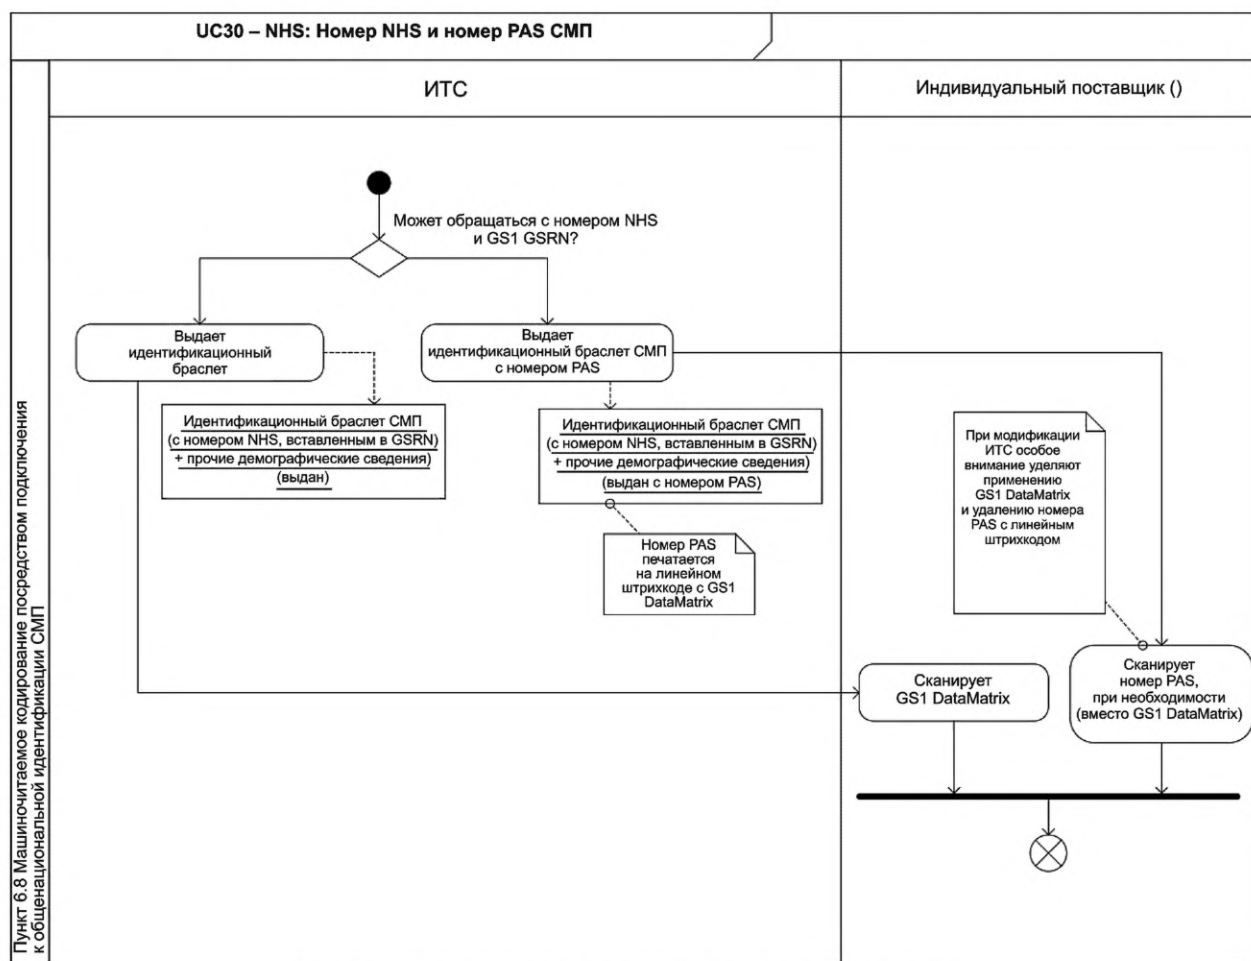 UC30 – NHS: Номер NHS и номер PAS СМП
ИТС
Индивидуальный поставщик ()
Пункт 6.8 Машиночитаемое кодирование посредством подключения
к общенациональной идентификации СМП
Может обращаться с номером NHS
и GS1 GSRN?
Выдает
идентификационный
браслет
Выдает
идентификационный браслет СМП
с номером PAS
Идентификационный браслет СМП
(с номером NHS, вставленным в GSRN)
+ прочие демографические сведения)
(выдан)
Идентификационный браслет СМП
(с номером NHS, вставленным в GSRN)
+ прочие демографические сведения)
(выдан с номером PAS)
Номер PAS
печатается
на линейном
штрихкоде с GS1
DataMatrix
При модификации
ИТС особое
внимание уделяют
применению
GS1 DataMatrix
и удалению номера
PAS с линейным
штрихкодом
Сканирует
GS1 DataMatrix
Сканирует
номер PAS,
при необходимости
(вместо GS1 DataMatrix)